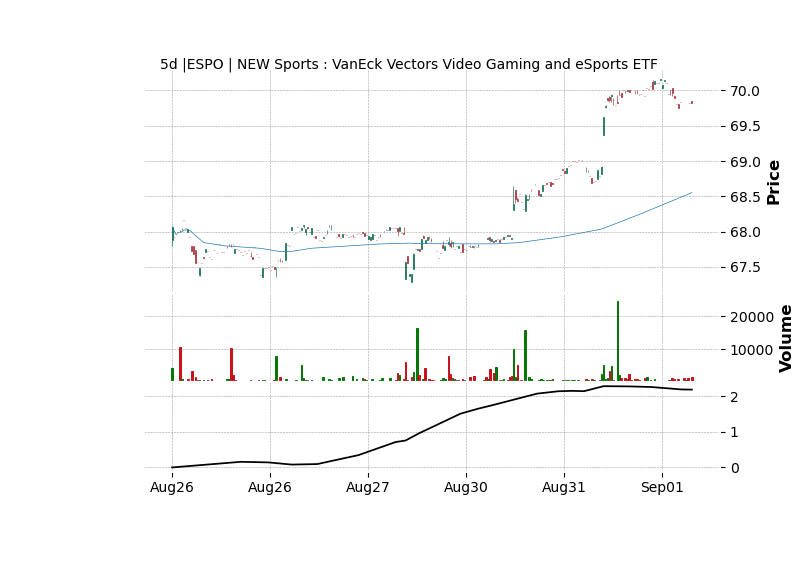 5d |ESPO | NEW Sports : VanEck Vectors Video Gaming and eSports ETF
70.0
69.5
69.0
68.5
68.0
67.5
Price
20000
10000
Volume
2
1
0
Aug26
Aug26
Aug27
Aug30
Aug31
Sep01